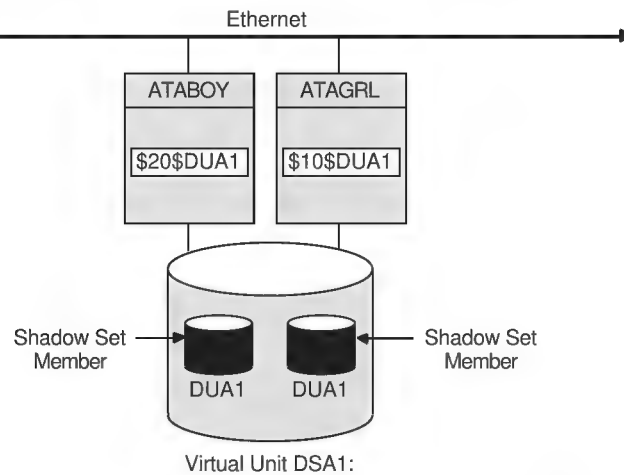 Ethernet
ATABOY
ATAGRL
$20$DUA1
$10$DUA1
Shadow Set
Member
Shadow Set
Member
DUA1
DUA1
Virtual Unit DSA1: